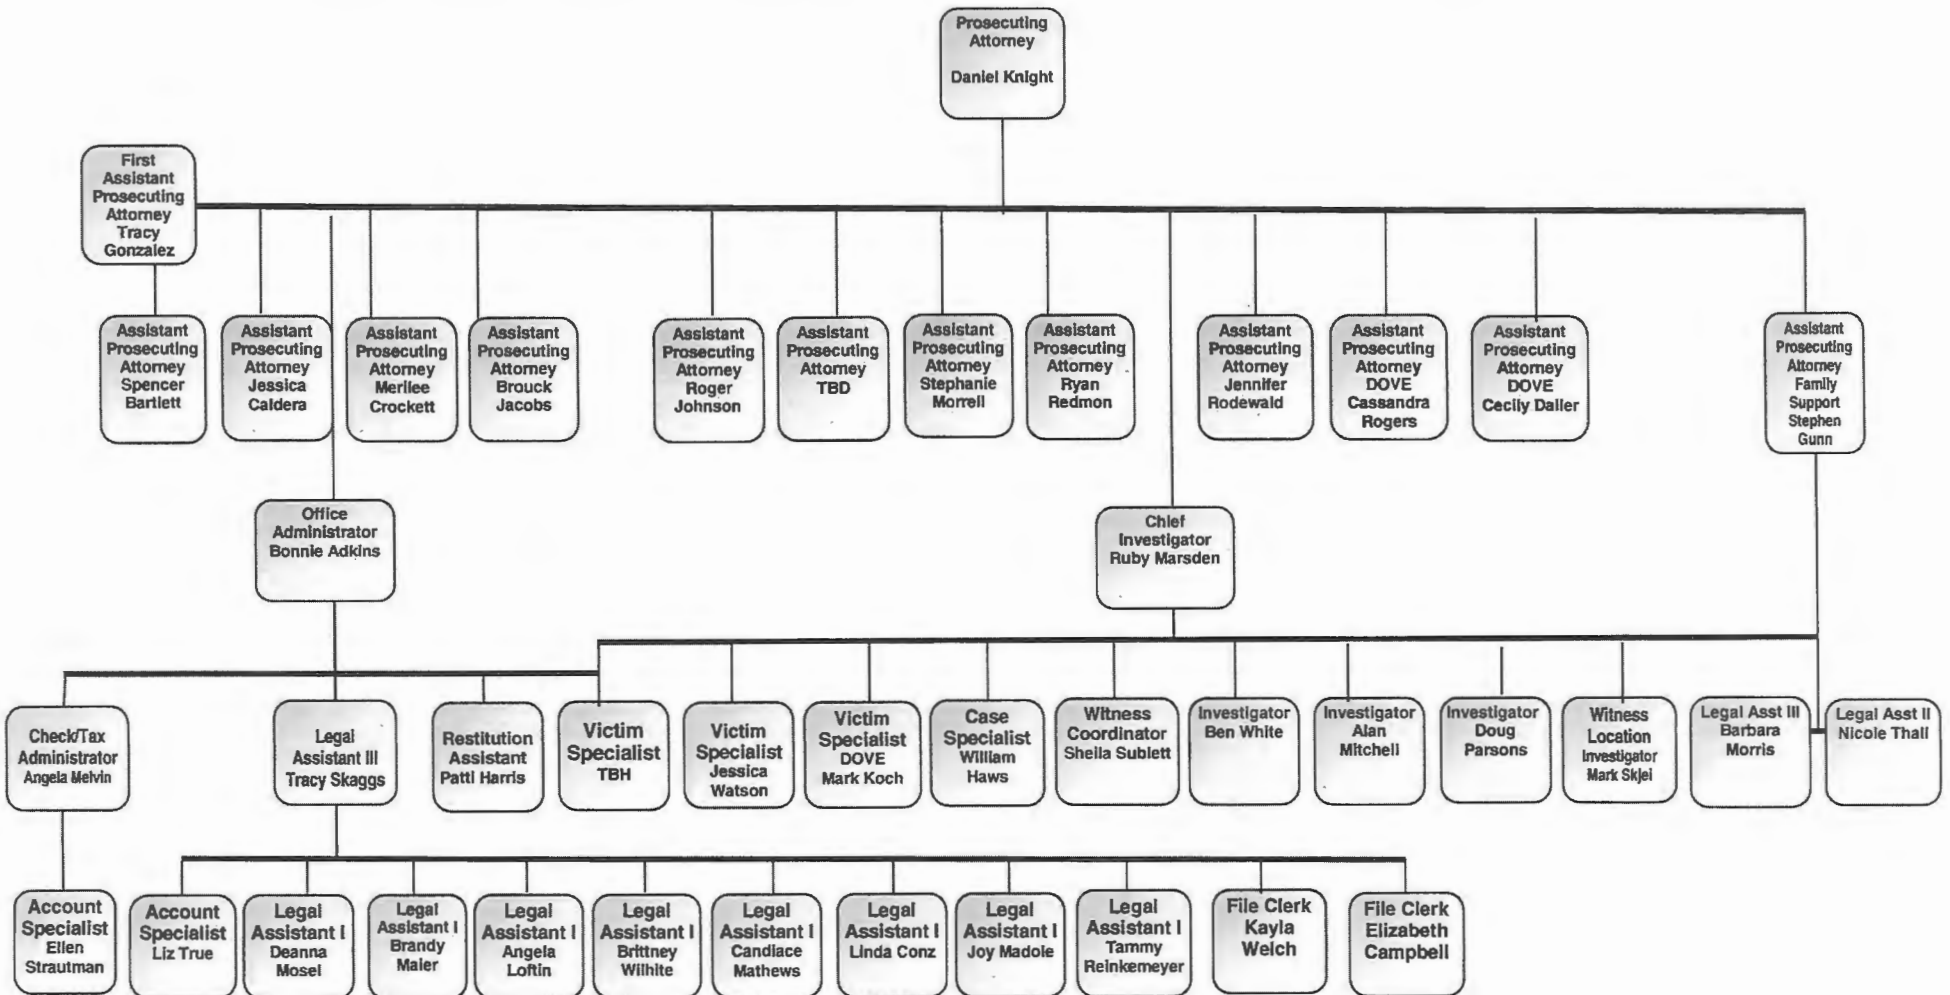 Prosecuting
Attorney
Daniel Knight
First
Assistant
Prosecuting
Attorney
Tracy
Gonzalez
Assistant
Prosecuting
Attorney
Spencer
Bartlett
Assistant
Prosecuting
Attorney
Jessica
Caldera
Assistant
Prosecuting
Attorney
Merilee
Crockett
Assistant
Prosecuting
Attorney
Brouck
Jacobs
Assistant
Prosecuting
Attorney
Roger
Johnson
Assistant
Prosecuting
Attorney
TBD
Assistant
Prosecuting
Attorney
Stephanie
Morrell
Assistant
Prosecuting
Attorney
Ryan
Redmon
Assistant
Prosecuting
Attorney
Jennifer
Rodewald
Assistant
Prosecuting
Attorney
DOVE
Cassandra
Rogers
Assistant
Prosecuting
Attorney
DOVE
Cecily Daller
Assistant
Prosecuting
Attorney
Family
Support
Stephen
Gunn
Office
Administrator
Bonnie Adkins
Chief
Investigator
Ruby Marsden
Check/Tax
Administrator
Angela Melvin
Legal
Assistant III
Tracy Skaggs
Restitution
Assistant
Patti Harris
Victim
Specialist
TBH
Victim
Specialist
Jessica
Watson
Victim
Specialist
DOVE
Mark Koch
Case
Specialist
William
Haws
Witness
Coordinator
Sheila Sublett
Investigator
Ben White
Investigator
Alan
Mitchell
Investigator
Doug
Parsons
Witness
Location
Investigator
Mark Skjei
Legal Asst III
Barbara
Morris
Legal Asst II
Nicole Thall
Account
Specialist
Ellen
Strautman
Account
Specialist
Liz True
Legal
Assistant I
Deanna
Mosel
Legal
Assistant I
Brandy
Maier
Legal
Assistant I
Angela
Loftin
Legal
Assistant I
Brittney
Wilhite
Legal
Assistant I
Candiace
Mathews
Legal
Assistant I
Linda Conz
Legal
Assistant I
Joy Madole
Legal
Assistant I
Tammy
Reinkemeyer
File Clerk
Kayla
Welch
File Clerk
Elizabeth
Campbell